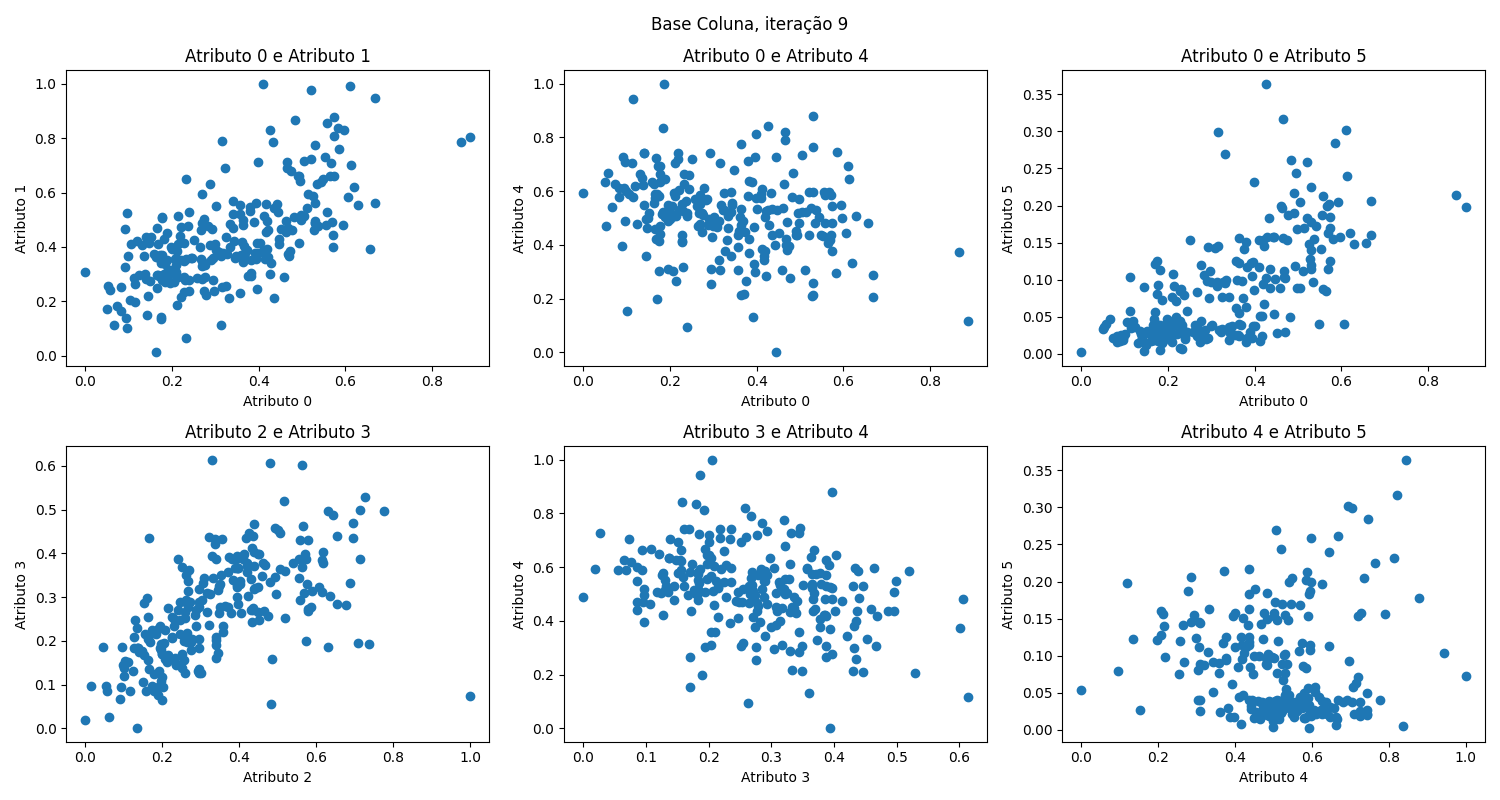 Base Coluna, iteração 9
Atributo 0 e Atributo 1
Atributo 1
1.0
0.8
0.6
0.4
0.2
0.0
0.0 0.2 0.4 0.6 0.8
Atributo 0
Atributo 0 e Atributo 4
Atributo 4
1.0
0.8
0.6
0.4
0.2
0.0
0.0 0.2 0.4 0.6 0.8
Atributo 0
Atributo 0 e Atributo 5
Atributo 5
0.35
0.30
0.25
0.20
0.15
0.10
0.05
0.00
0.0 0.2 0.4 0.6 0.8
Atributo 0
Atributo 2 e Atributo 3
Atributo 3
0.6
0.5
0.4
0.3
0.2
0.1
0.0
0.0 0.2 0.4 0.6 0.8 1.0
Atributo 2
Atributo 3 e Atributo 4
Atributo 4
1.0
0.8
0.6
0.4
0.2
0.0
0.0 0.1 0.2 0.3 0.4 0.5 0.6
Atributo 3
Atributo 4 e Atributo 5
Atributo 5
0.35
0.30
0.25
0.20
0.15
0.10
0.05
0.00
0.0 0.2 0.4 0.6 0.8 1.0
Atributo 4